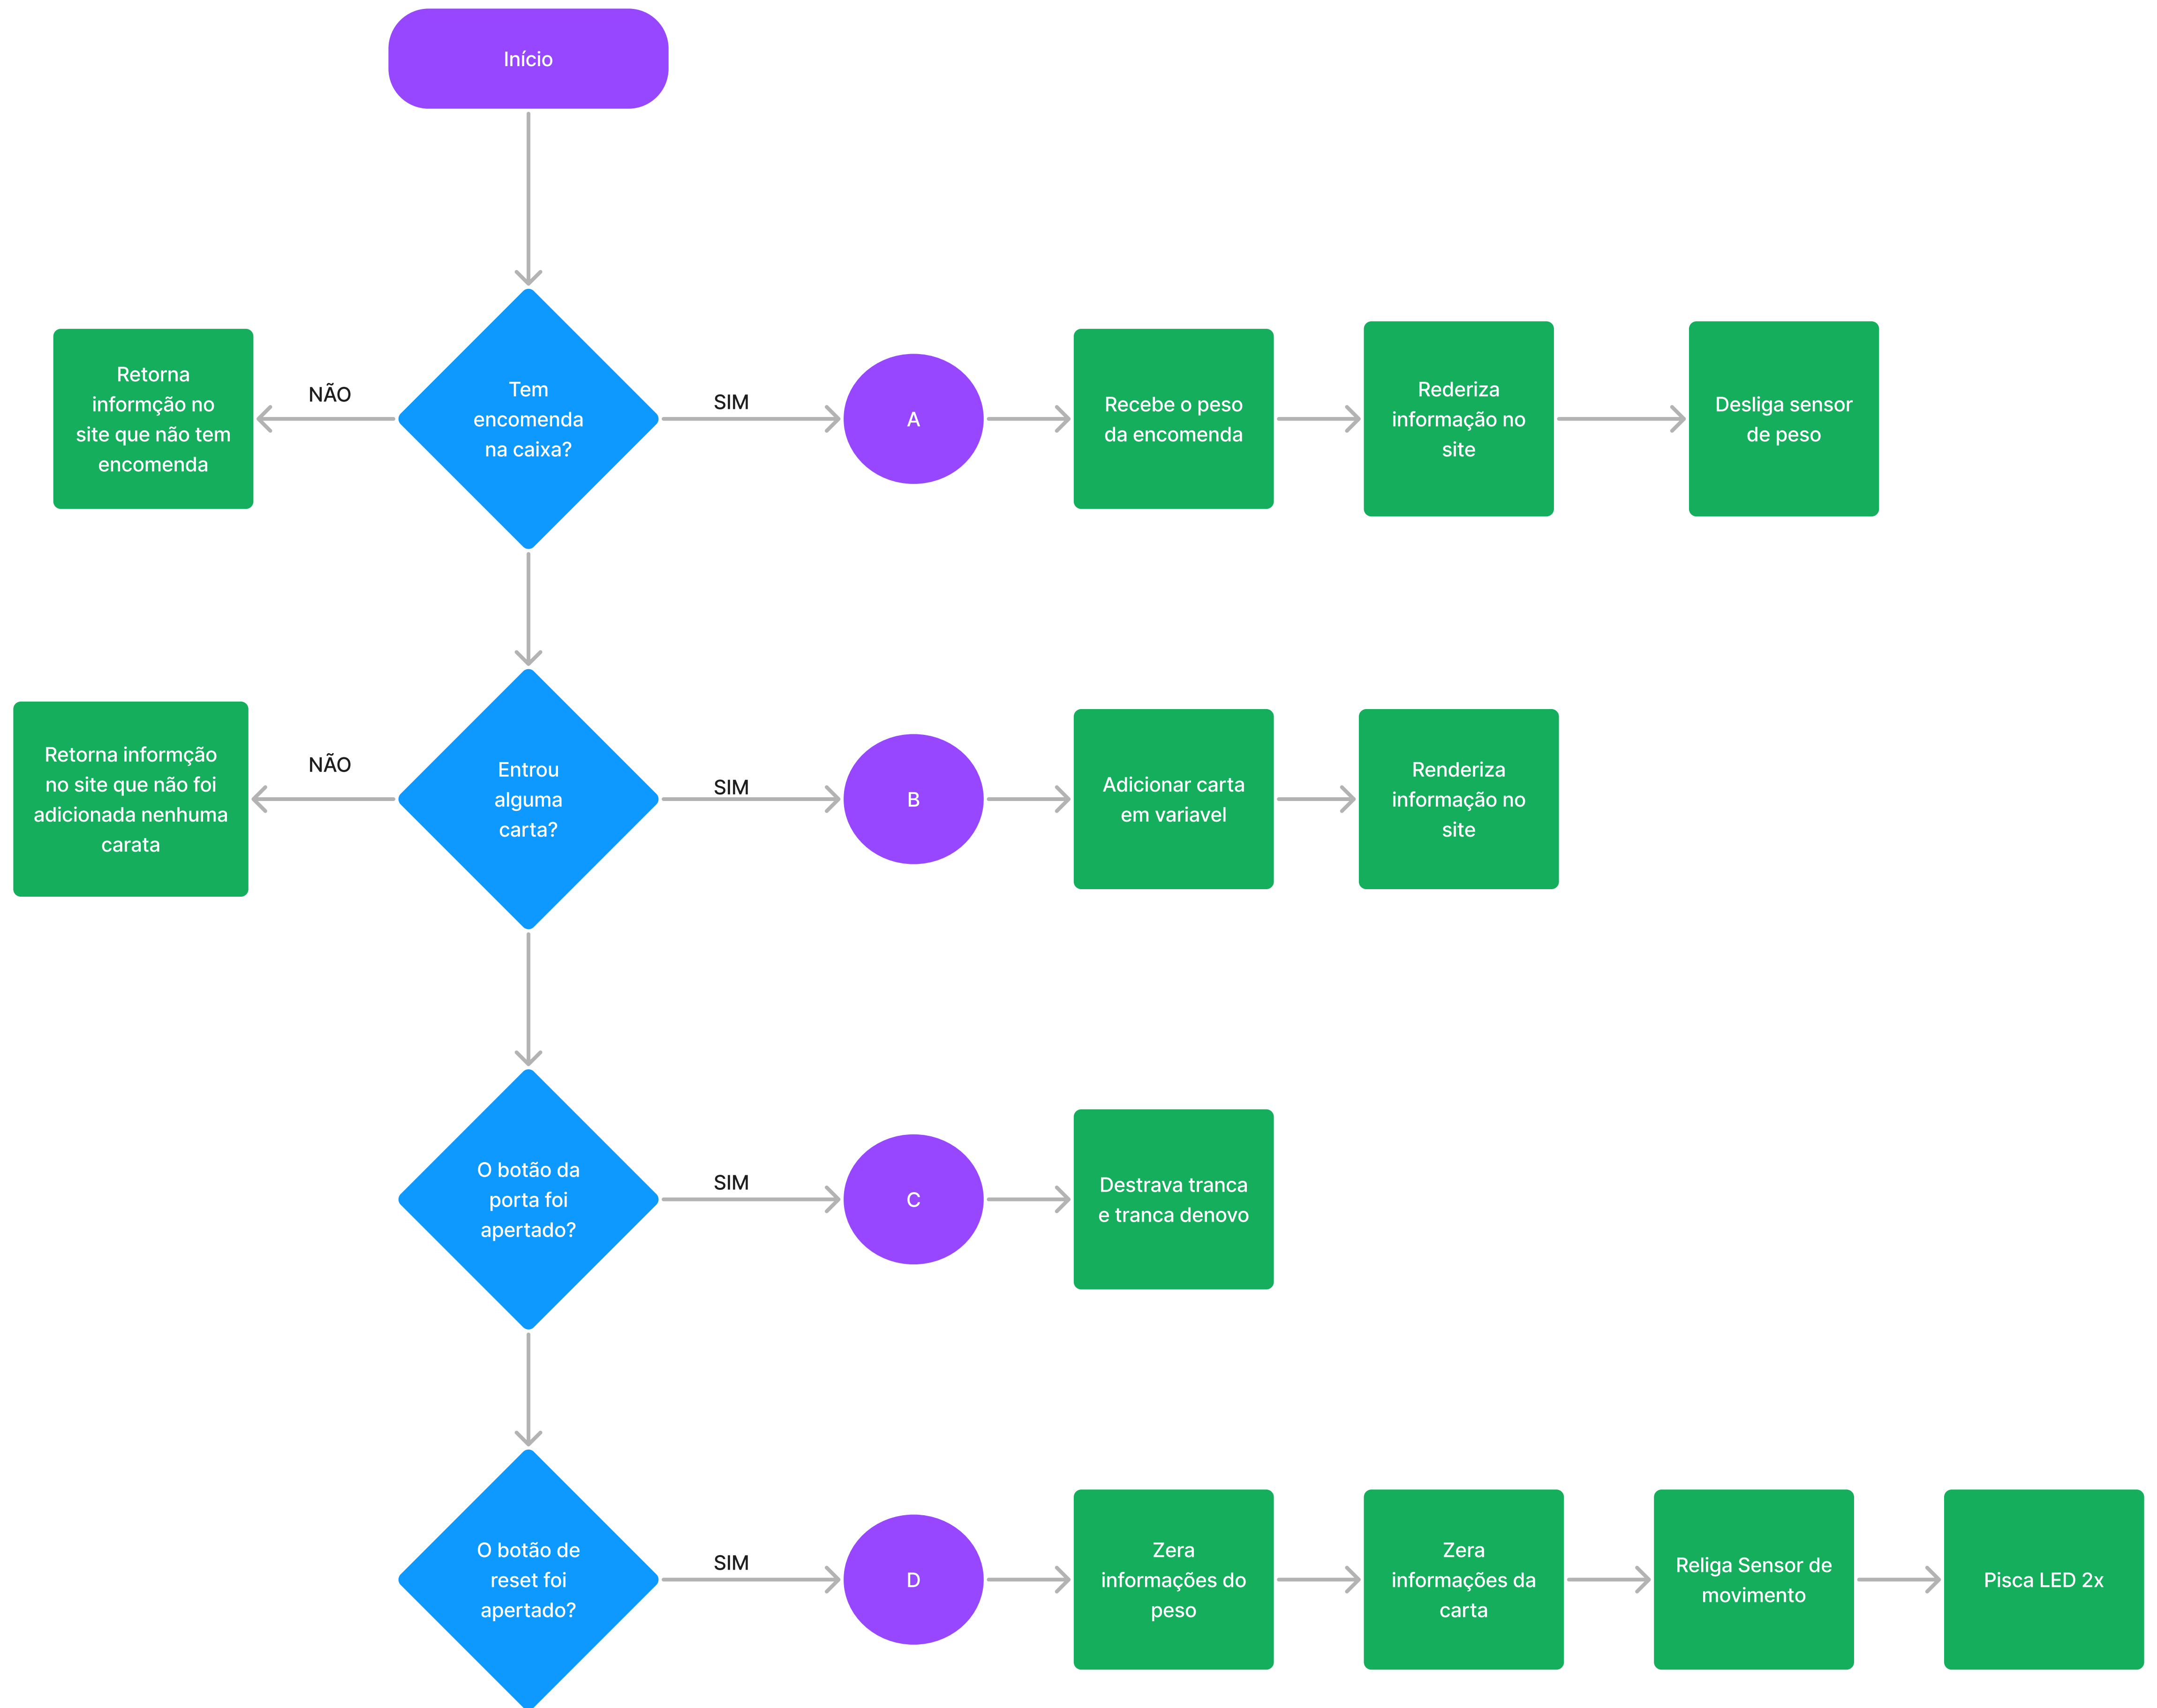 Início
Retorna
informção no
site que não tem
encomenda
NÃO
Tem
encomenda
na caixa?
SIM
A
Recebe o peso
da encomenda
Rederiza
informação no
site
Desliga sensor
de peso
Retorna informção
no site que não foi
adicionada nenhuma
carata
NÃO
Entrou
alguma
carta?
SIM
B
Adicionar carta
em variavel
Renderiza
informação no
site
O botão da
porta foi
apertado?
SIM
C
Destrava tranca
e tranca denovo
O botão de
reset foi
apertado?
SIM
D
Zera
informações do
peso
Zera
informações da
carta
Religa Sensor de
movimento
Pisca LED 2x